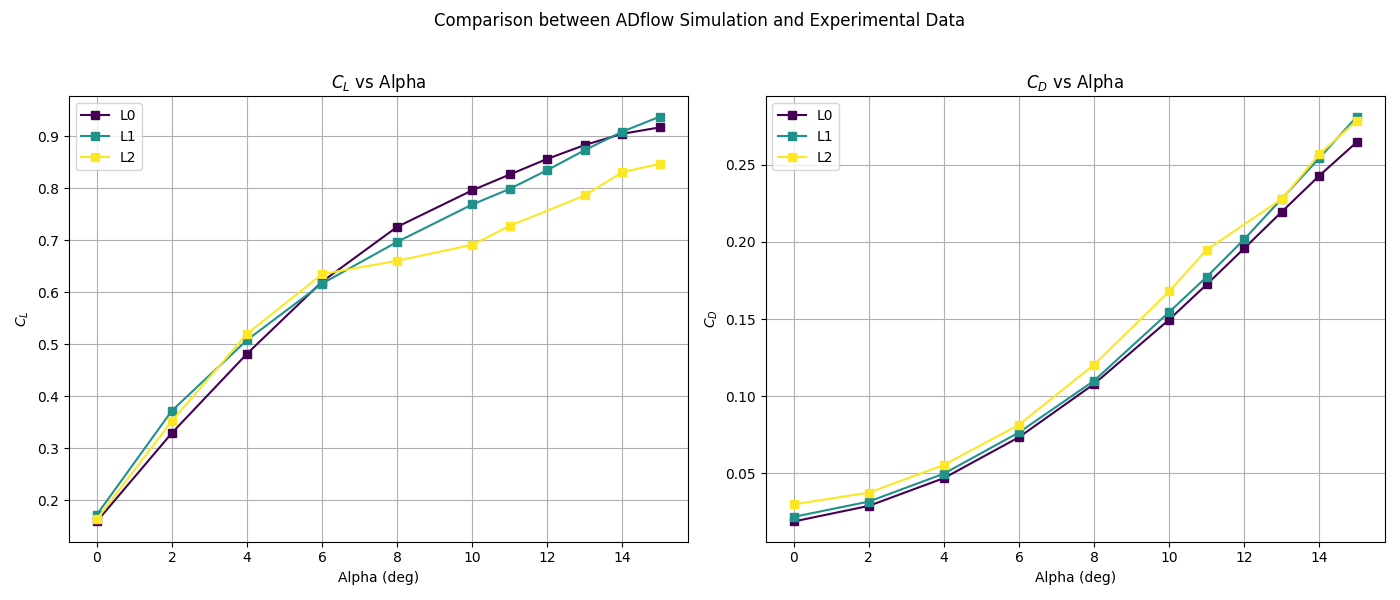 Comparison between ADflow Simulation and Experimental Data
C_L vs Alpha
L0
L1
L2
0.9
0.8
0.7
0.6
0.5
0.4
0.3
0.2
C_L
0 2 4 6 8 10 12 14
Alpha (deg)
C_D vs Alpha
L0
L1
L2
0.25
0.20
0.15
0.10
0.05
C_D
0 2 4 6 8 10 12 14
Alpha (deg)